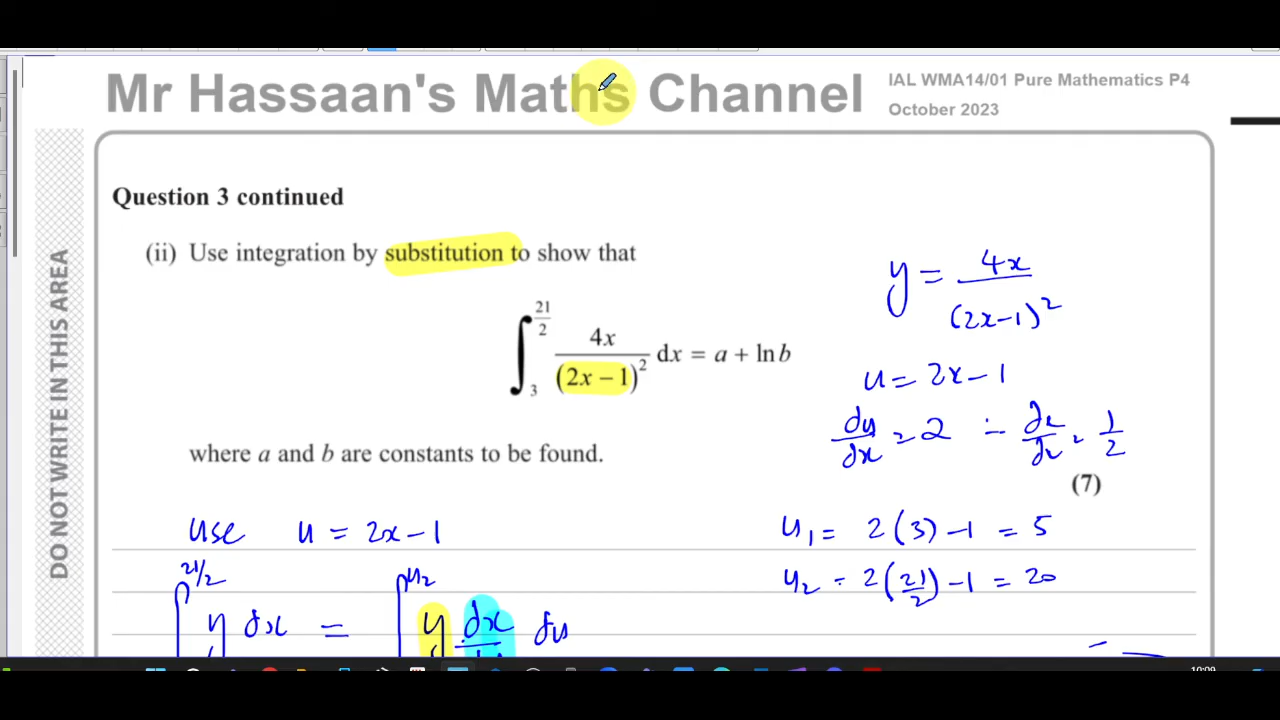 Mr Hassaan's Maths Channel
IAL WMA14/01 Pure Mathematics P4
October 2023
DO NOT WRITE IN THIS AREA
Question 3 continued
(ii) Use integration by substitution to show that
∫_3^{21/2} 4x/(2x − 1)^2 dx = a + ln b
where a and b are constants to be found.
(7)
y = 4x/(2x−1)^2
u = 2x − 1
du/dx = 2
1/2
use u = 2x − 1
u1 = 2(3) − 1 = 5
u2 = 2(21/2) − 1 = 20
∫^{21/2} y dx = ∫^{u2} y dx du
10:09